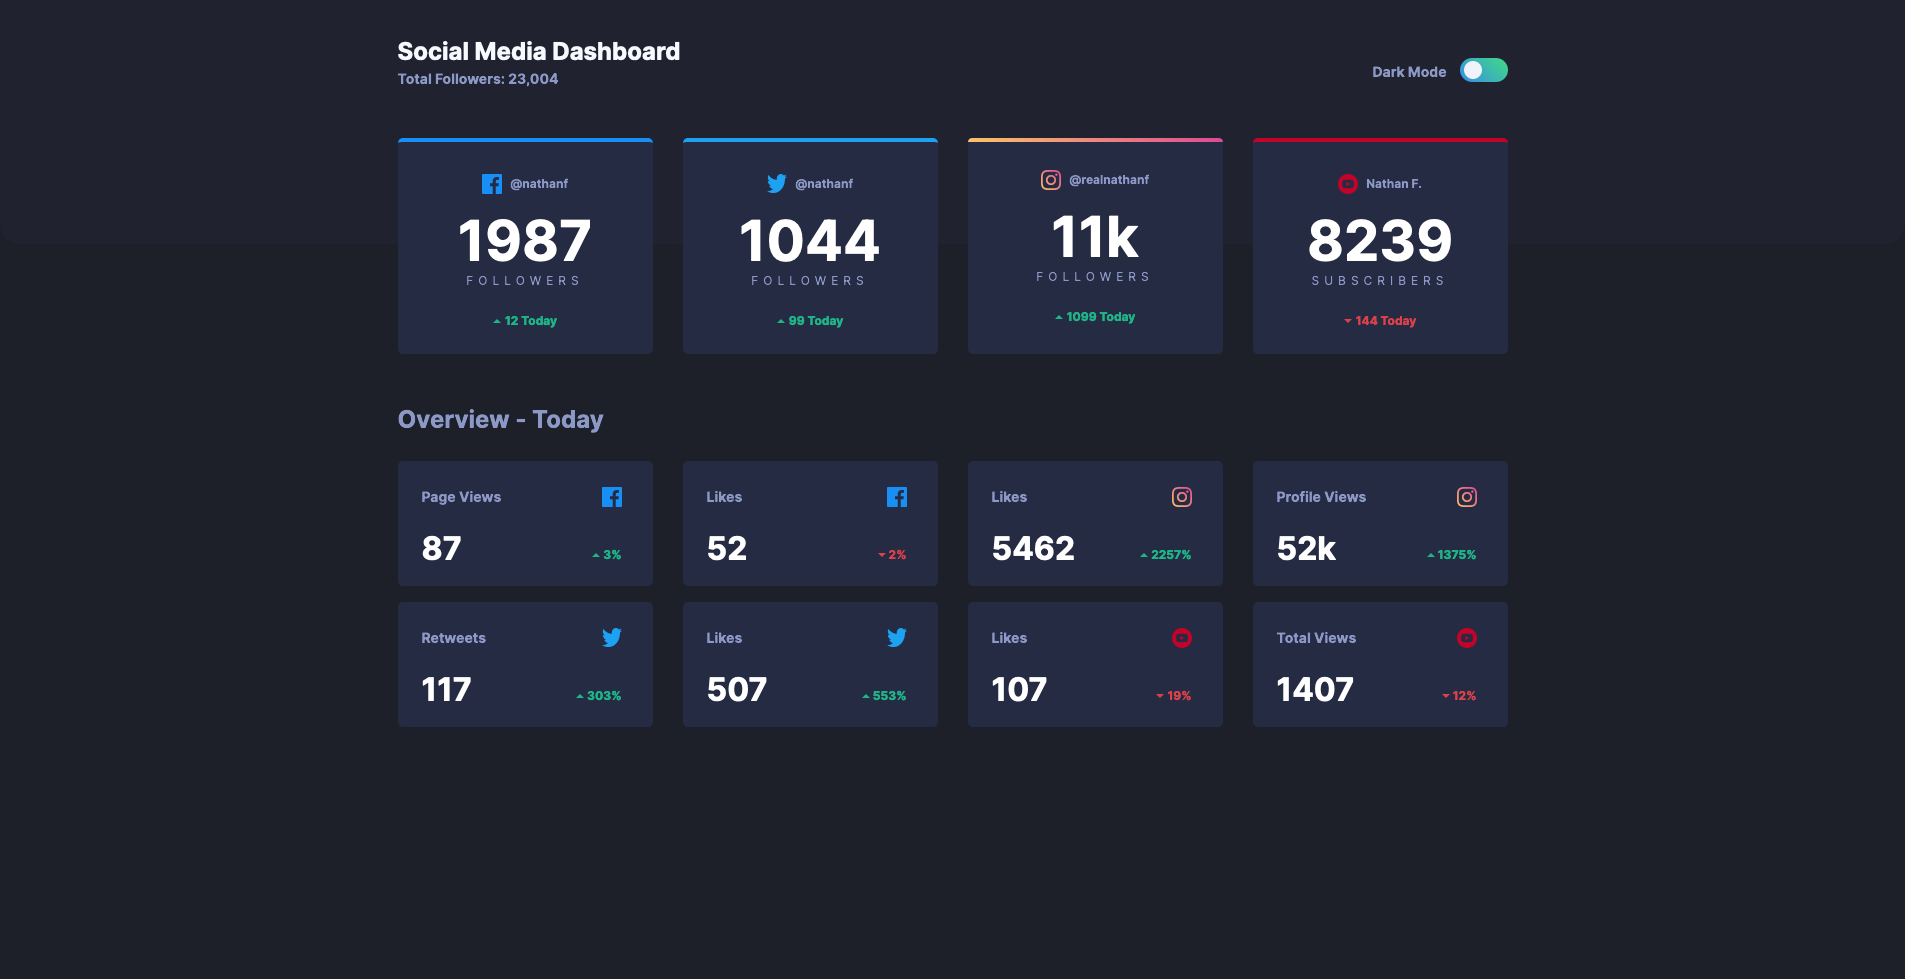 Social Media Dashboard
Total Followers: 23,004
Dark Mode
@nathanf
1987
FOLLOWERS
12 Today
@nathanf
1044
FOLLOWERS
99 Today
@realnathanf
11k
FOLLOWERS
1099 Today
Nathan F.
8239
SUBSCRIBERS
144 Today
Overview - Today
Page Views
87
3%
Likes
52
2%
Likes
5462
2257%
Profile Views
52k
1375%
Retweets
117
303%
Likes
507
553%
Likes
107
19%
Total Views
1407
12%